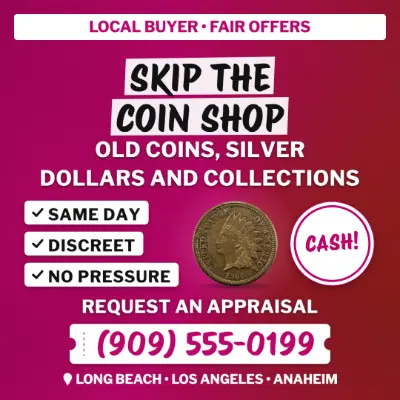 LOCAL BUYER • FAIR OFFERS
SKIP THE
COIN SHOP
OLD COINS, SILVER
DOLLARS AND COLLECTIONS
SAME DAY
DISCREET
NO PRESSURE
CASH!
REQUEST AN APPRAISAL
(909) 555-0199
LONG BEACH • LOS ANGELES • ANAHEIM